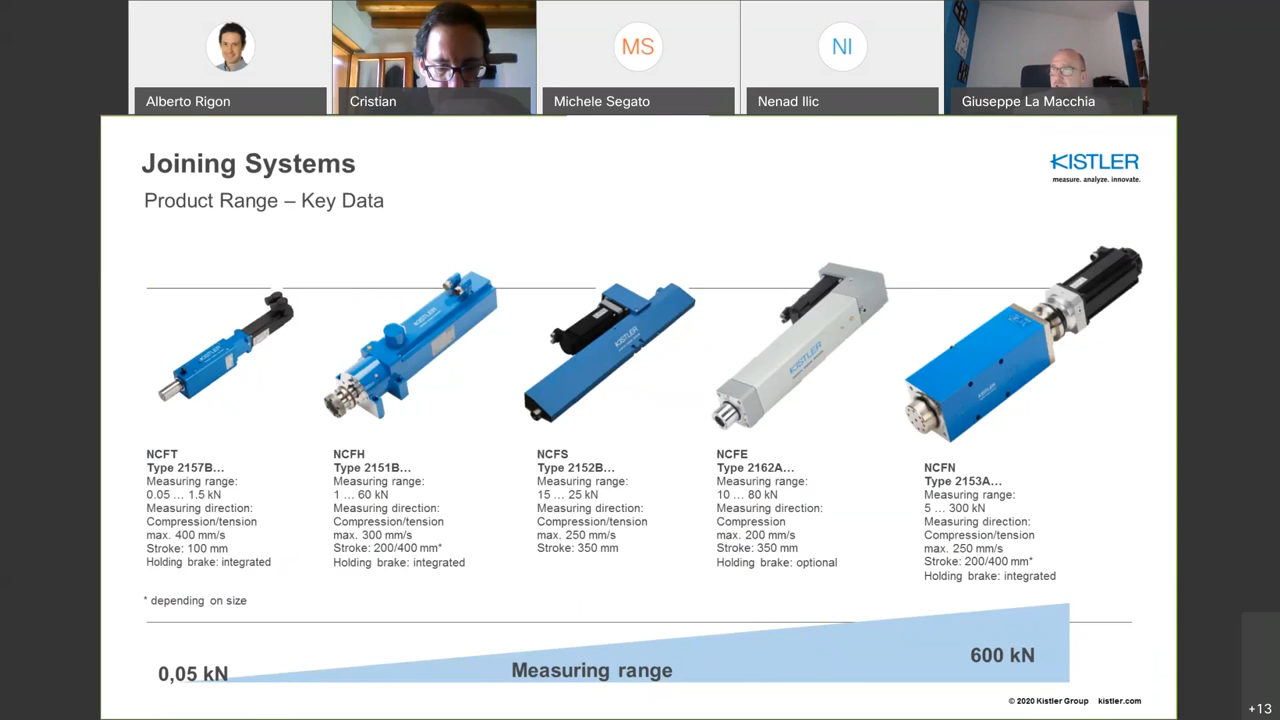 MS
NI
Alberto Rigon
Cristian
Michele Segato
Nenad Ilic
Giuseppe La Macchia
Joining Systems
KISTLER
measure. analyze. innovate.
Product Range – Key Data
KISTLER
KISTLER
KISTLER
KISTLER
NCFT
Type 2157B…
Measuring range:
0.05 … 1.5 kN
Measuring direction:
Compression/tension
max. 400 mm/s
Stroke: 100 mm
Holding brake: integrated
NCFH
Type 2151B…
Measuring range:
1 … 60 kN
Measuring direction:
Compression/tension
max. 300 mm/s
Stroke: 200/400 mm*
Holding brake: integrated
NCFS
Type 2152B…
Measuring range:
15 … 25 kN
Measuring direction:
Compression/tension
max. 250 mm/s
Stroke: 350 mm
NCFE
Type 2162A…
Measuring range:
10 … 80 kN
Measuring direction:
Compression
max. 200 mm/s
Stroke: 350 mm
Holding brake: optional
NCFN
Type 2153A…
Measuring range:
5 … 300 kN
Measuring direction:
Compression/tension
max. 250 mm/s
Stroke: 200/400 mm*
Holding brake: integrated
* depending on size
0,05 kN
Measuring range
600 kN
© 2020 Kistler Group kistler.com
+13